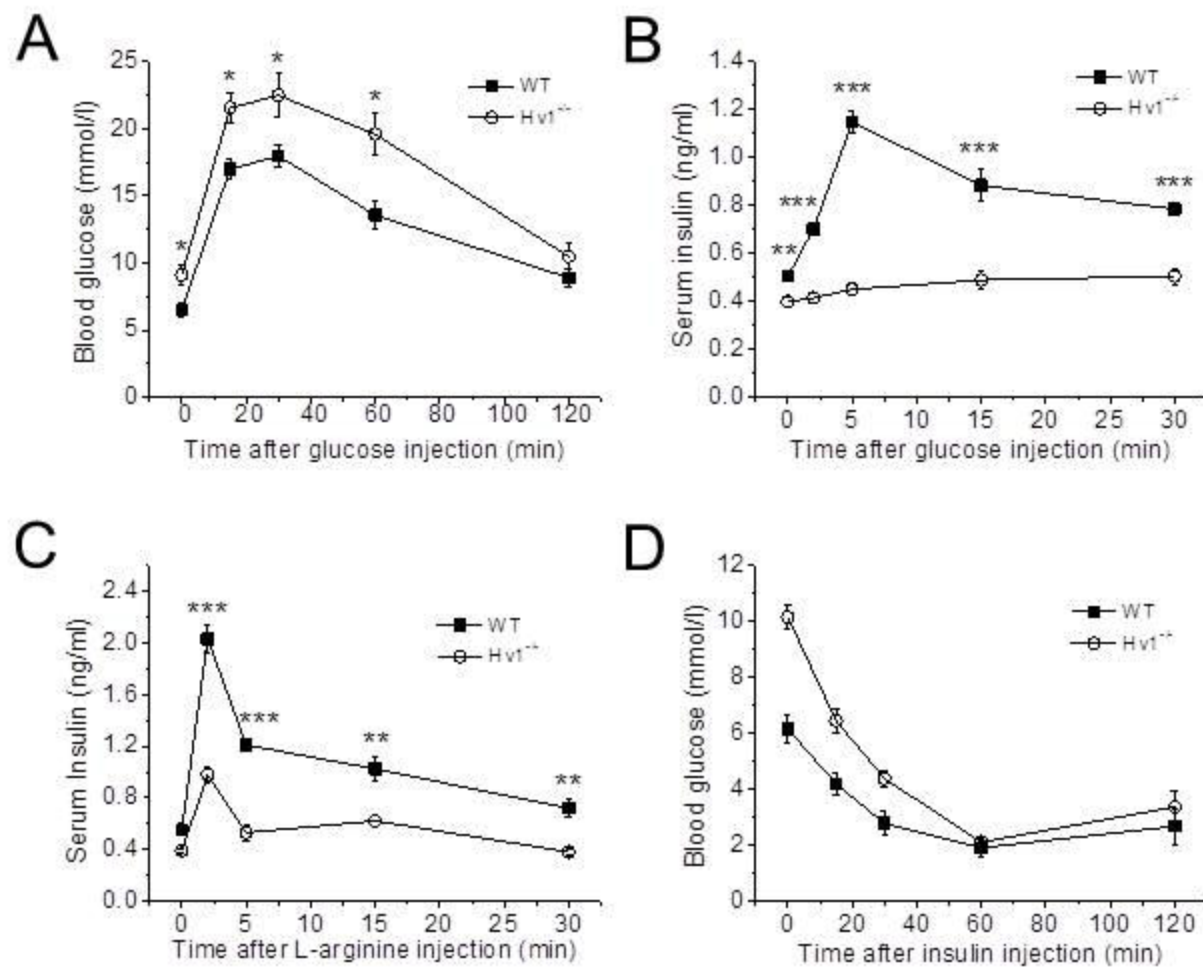 A
25
20
15
10
5
0
Blood glucose (mmol/l)
* * * *
WT
Hv1⁻/⁻
0 20 40 60 80 100 120
Time after glucose injection (min)
B
1.4
1.2
1.0
0.8
0.6
0.4
0.2
0.0
Serum insulin (ng/ml)
** *** *** *** ***
WT
Hv1⁻/⁻
0 5 10 15 20 25 30
Time after glucose injection (min)
C
2.4
2.0
1.6
1.2
0.8
0.4
0.0
Serum Insulin (ng/ml)
*** *** ** **
WT
Hv1⁻/⁻
0 5 10 15 20 25 30
Time after L-arginine injection (min)
D
12
10
8
6
4
2
0
Blood glucose (mmol/l)
WT
Hv1⁻/⁻
0 20 40 60 80 100 120
Time after insulin injection (min)